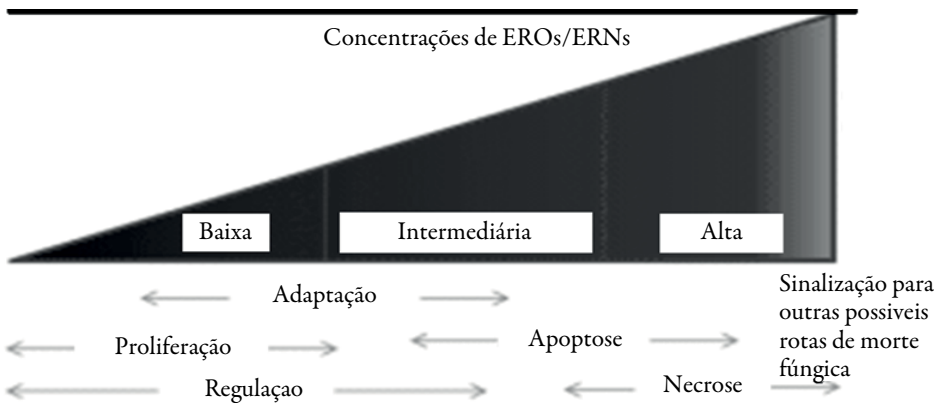 Concentrações de EROs/ERNs
Baixa
Intermediária
Alta
Adaptação
Proliferação
Regulaçao
Apoptose
Necrose
Sinalização para
outras possiveis
rotas de morte
fúngica